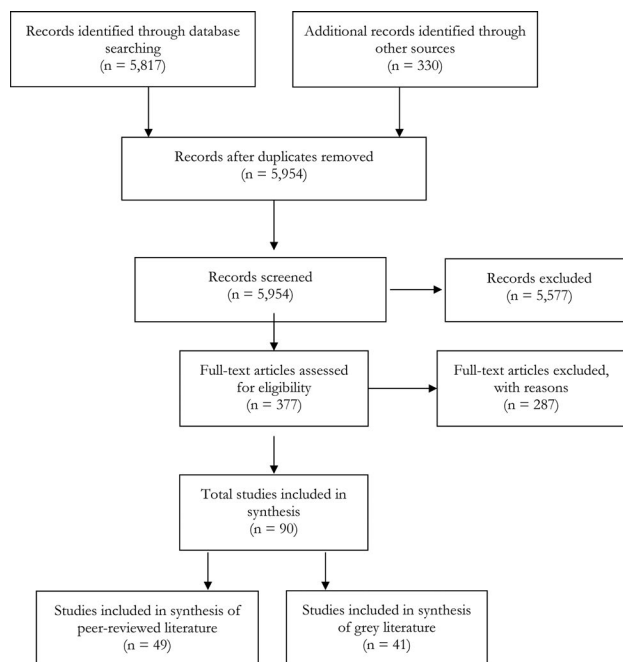 Records identified through database
searching
(n = 5,817)
Additional records identified through
other sources
(n = 330)
Records after duplicates removed
(n = 5,954)
Records screened
(n = 5,954)
Records excluded
(n = 5,577)
Full-text articles assessed
for eligibility
(n = 377)
Full-text articles excluded,
with reasons
(n = 287)
Total studies included in
synthesis
(n = 90)
Studies included in synthesis of
peer-reviewed literature
(n = 49)
Studies included in synthesis
of grey literature
(n = 41)